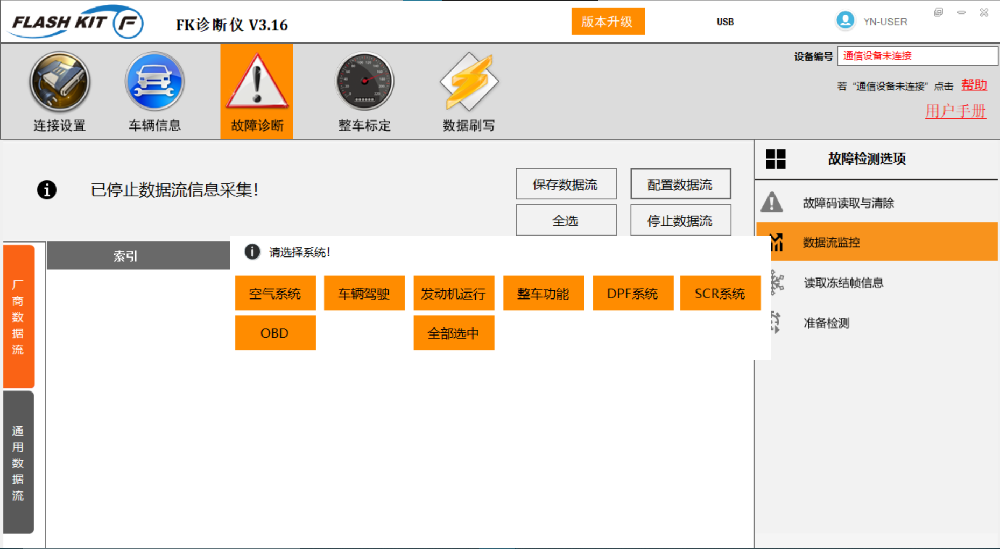 FLASH KIT F
FK诊断仪 V3.16
版本升级
USB
YN-USER
连接设置
车辆信息
故障诊断
整车标定
数据刷写
设备编号
通信设备未连接
若“通信设备未连接”点击 帮助
用户手册
已停止数据流信息采集!
保存数据流
配置数据流
全选
停止数据流
故障检测选项
故障码读取与清除
数据流监控
读取冻结帧信息
准备检测
厂商数据流
通用数据流
索引
请选择系统!
空气系统
车辆驾驶
发动机运行
整车功能
DPF系统
SCR系统
OBD
全部选中